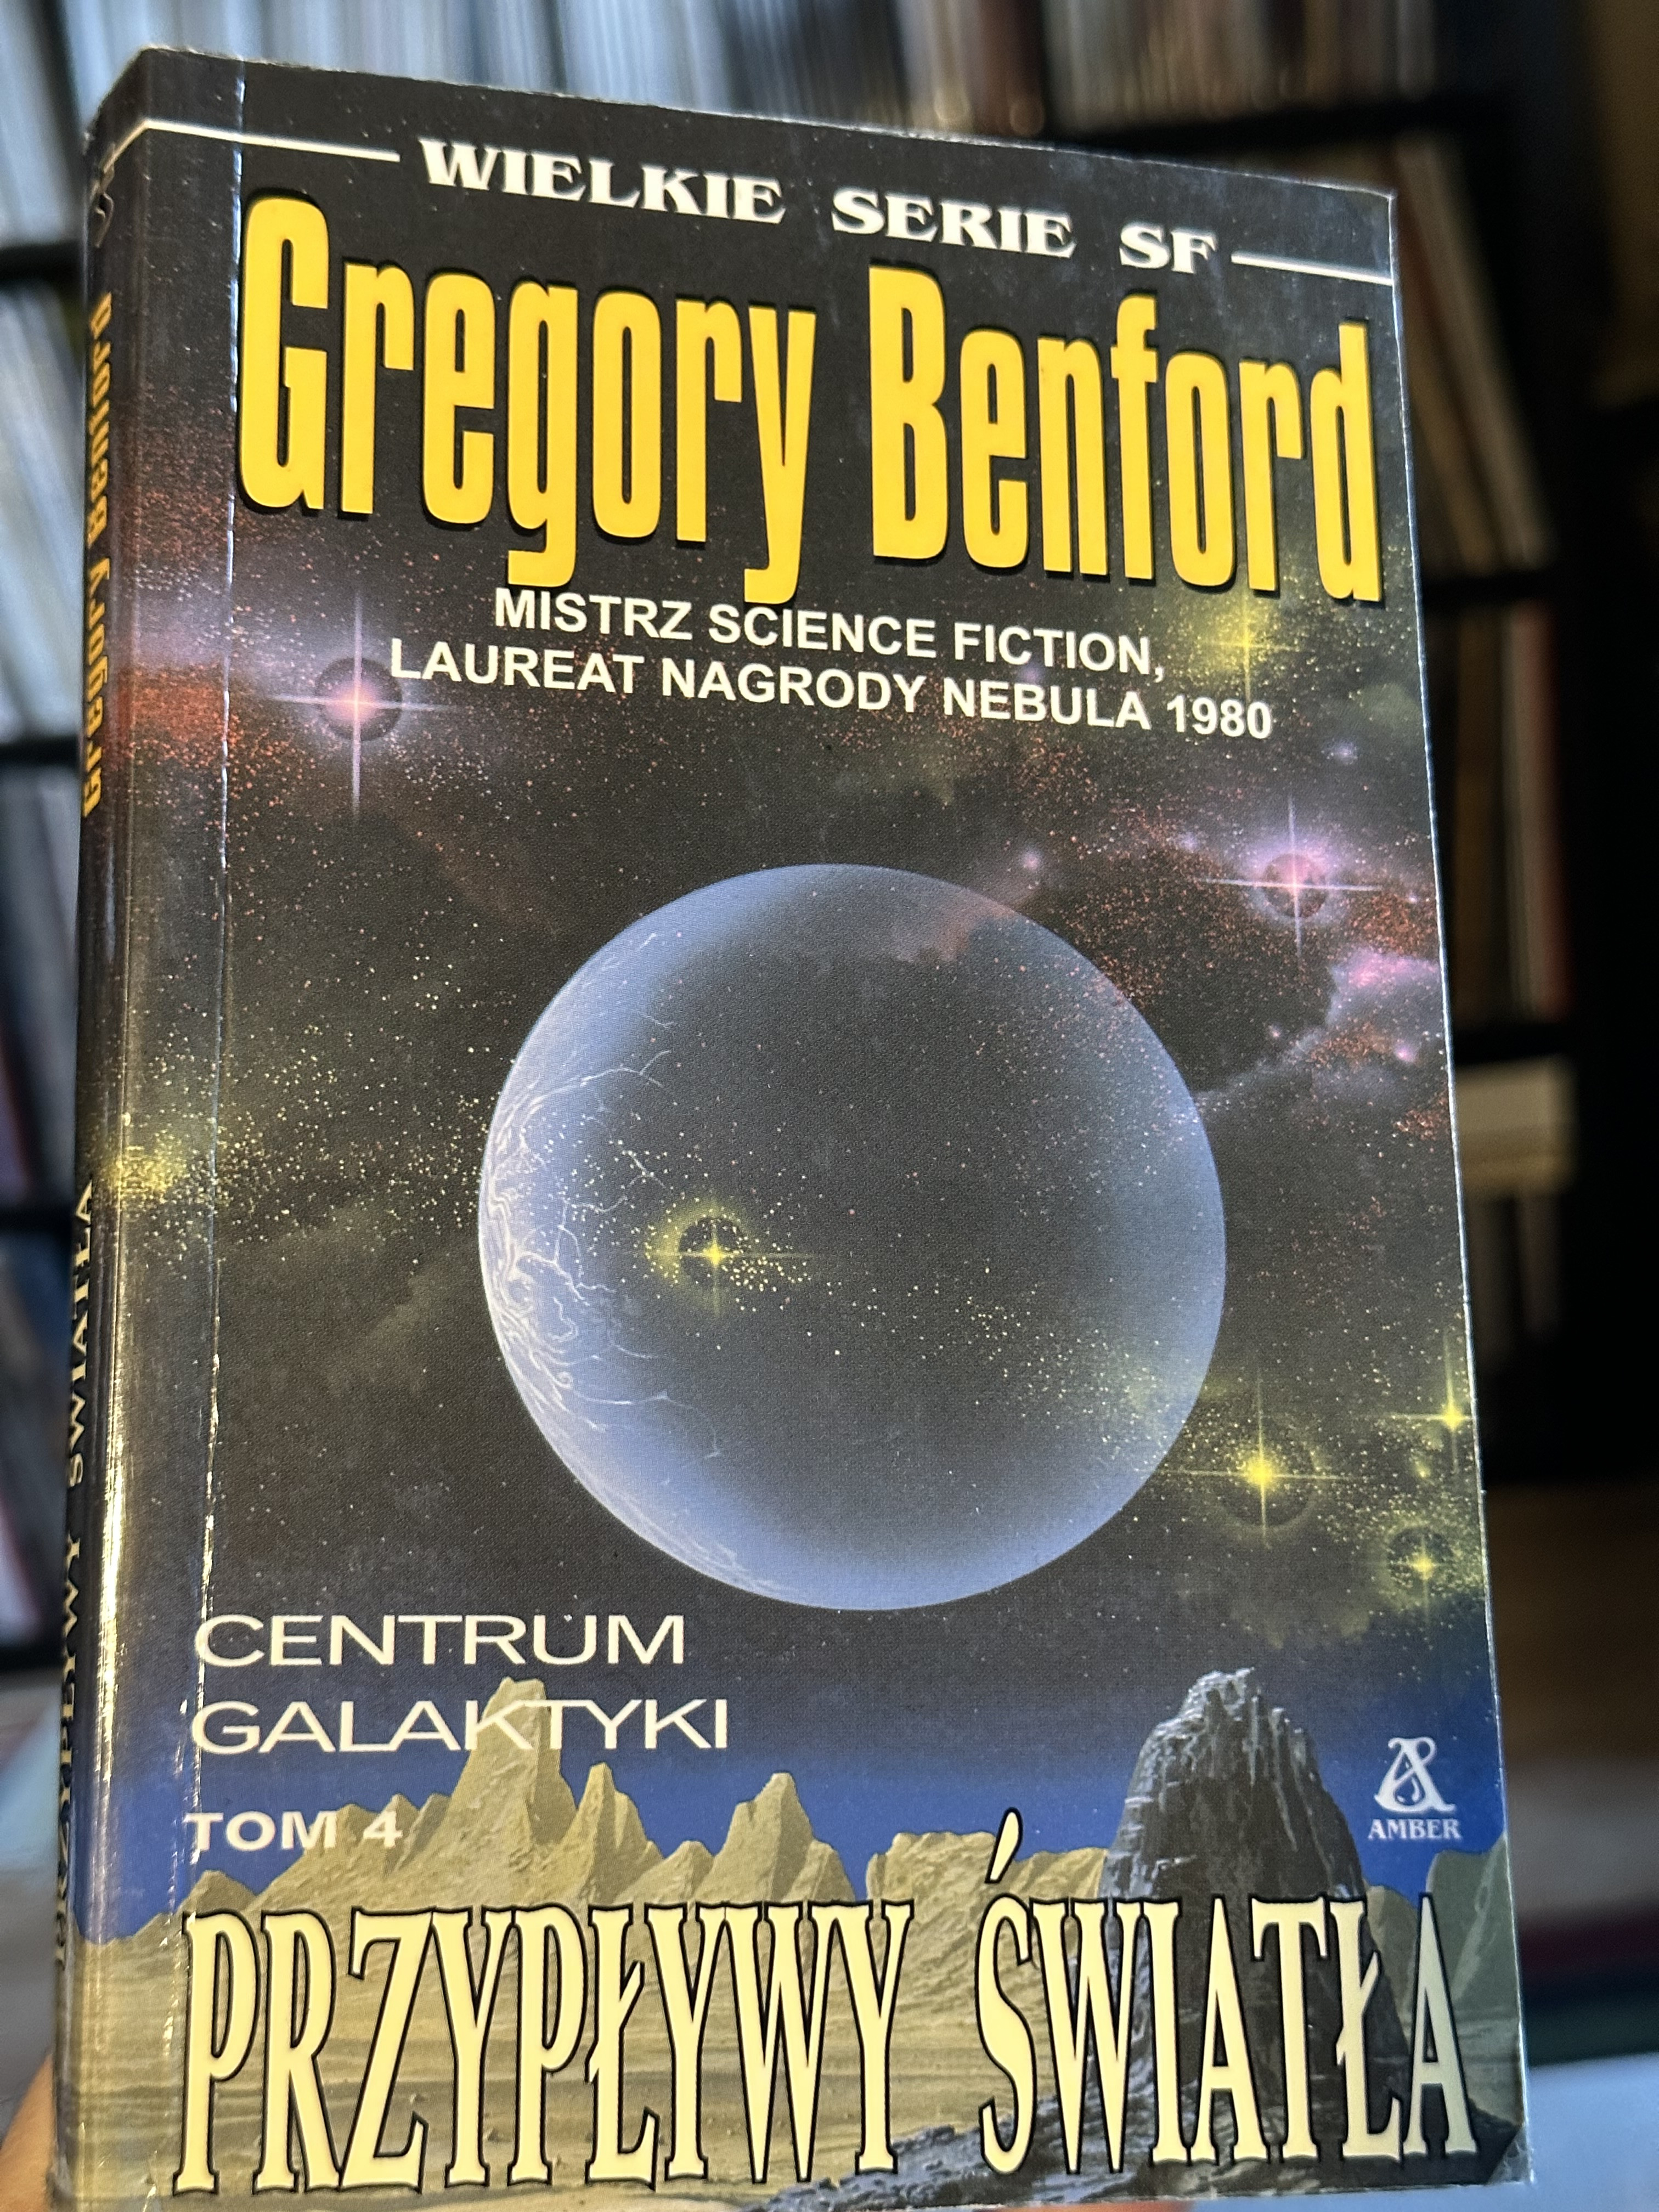 WIELKIE SERIE SF
Gregory Benford
MISTRZ SCIENCE FICTION,
LAUREAT NAGRODY NEBULA 1980
CENTRUM
GALAKTYKI
TOM 4
AMBER
PRZYPŁYWY ŚWIATŁA
Gregory Benford
PRZYPŁYWY ŚWIATŁA